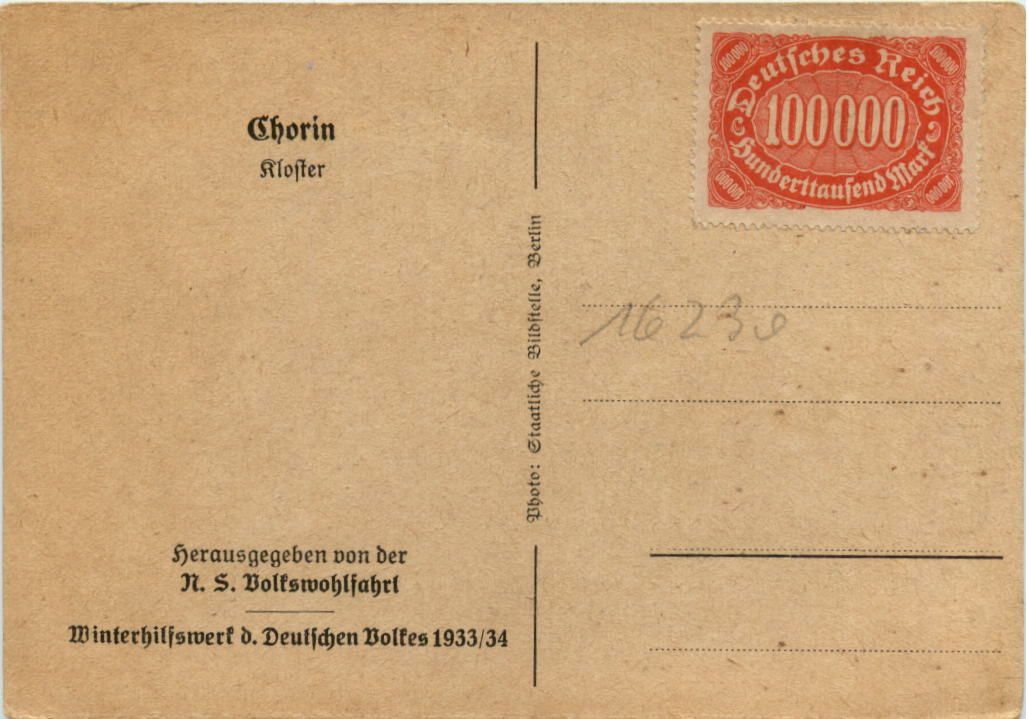 Chorin
Kloster
Herausgegeben von der
N. S. Volkswohlfahrt
Winterhilfswerk d. Deutschen Volkes 1933/34
Photo: Staatliche Bildstelle, Berlin
100000
100000
Deutsches Reich
100000
Hunderttausend Mark
100000
100000